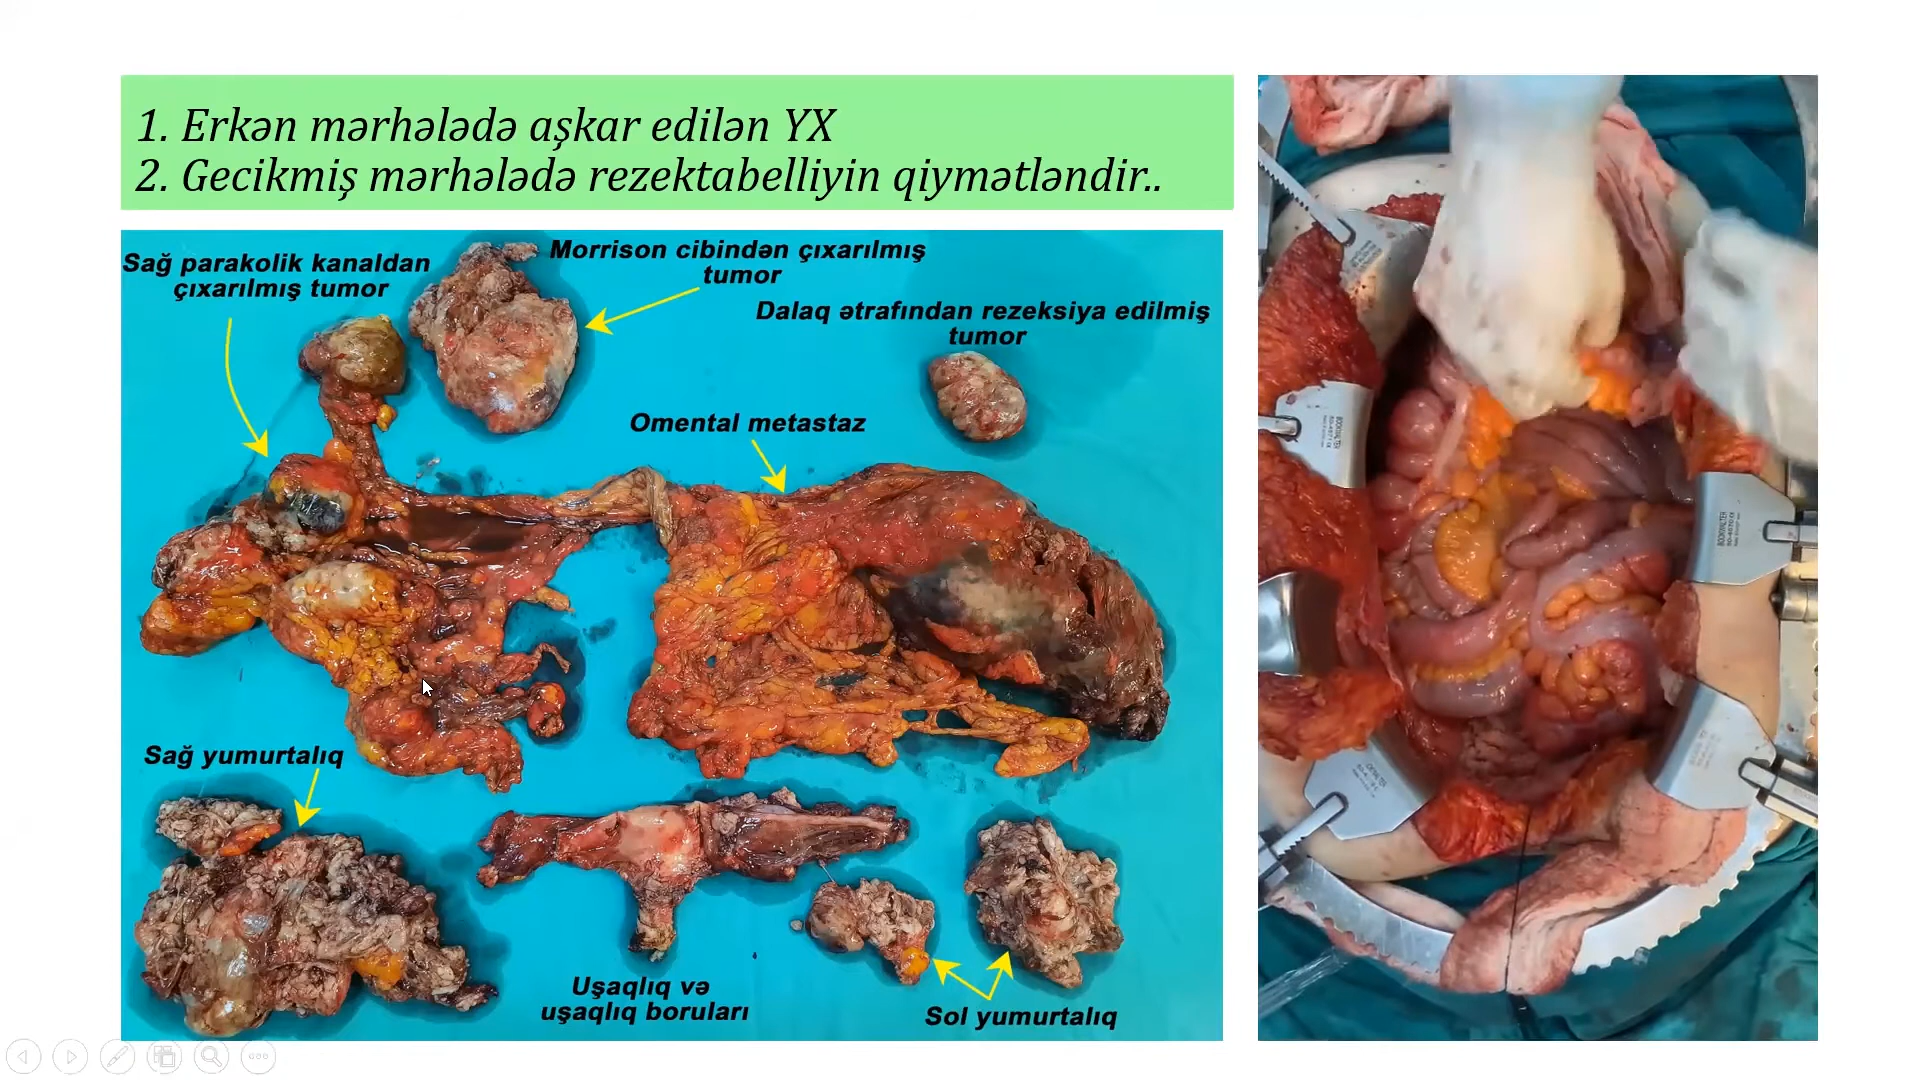 1. Erkən mərhələdə aşkar edilən YX
2. Gecikmiş mərhələdə rezektabelliyin qiymətləndir..
Sağ parakolik kanaldan
çıxarılmış tumor
Morrison cibindən çıxarılmış
tumor
Dalaq ətrafından rezeksiya edilmiş
tumor
Omental metastaz
Sağ yumurtalıq
Uşaqlıq və
uşaqlıq boruları
Sol yumurtalıq
BOOKWALTER